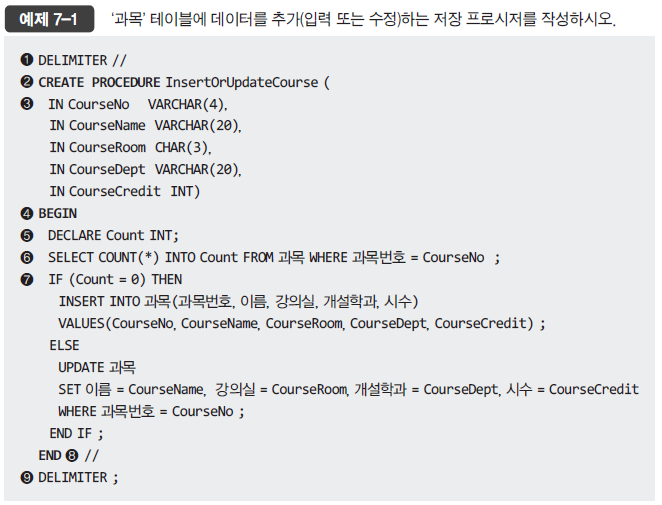 예제 7-1 '과목' 테이블에 데이터를 추가(입력 또는 수정)하는 저장 프로시저를 작성하시오.
❶ DELIMITER //
❷ CREATE PROCEDURE InsertOrUpdateCourse (
❸ IN CourseNo VARCHAR(4),
IN CourseName VARCHAR(20),
IN CourseRoom CHAR(3),
IN CourseDept VARCHAR(20),
IN CourseCredit INT)
❹ BEGIN
❺ DECLARE Count INT;
❻ SELECT COUNT(*) INTO Count FROM 과목 WHERE 과목번호 = CourseNo ;
❼ IF (Count = 0) THEN
INSERT INTO 과목(과목번호, 이름, 강의실, 개설학과, 시수)
VALUES(CourseNo, CourseName, CourseRoom, CourseDept, CourseCredit) ;
ELSE
UPDATE 과목
SET 이름 = CourseName, 강의실 = CourseRoom, 개설학과 = CourseDept, 시수 = CourseCredit
WHERE 과목번호 = CourseNo ;
END IF ;
END ❽ //
❾ DELIMITER ;